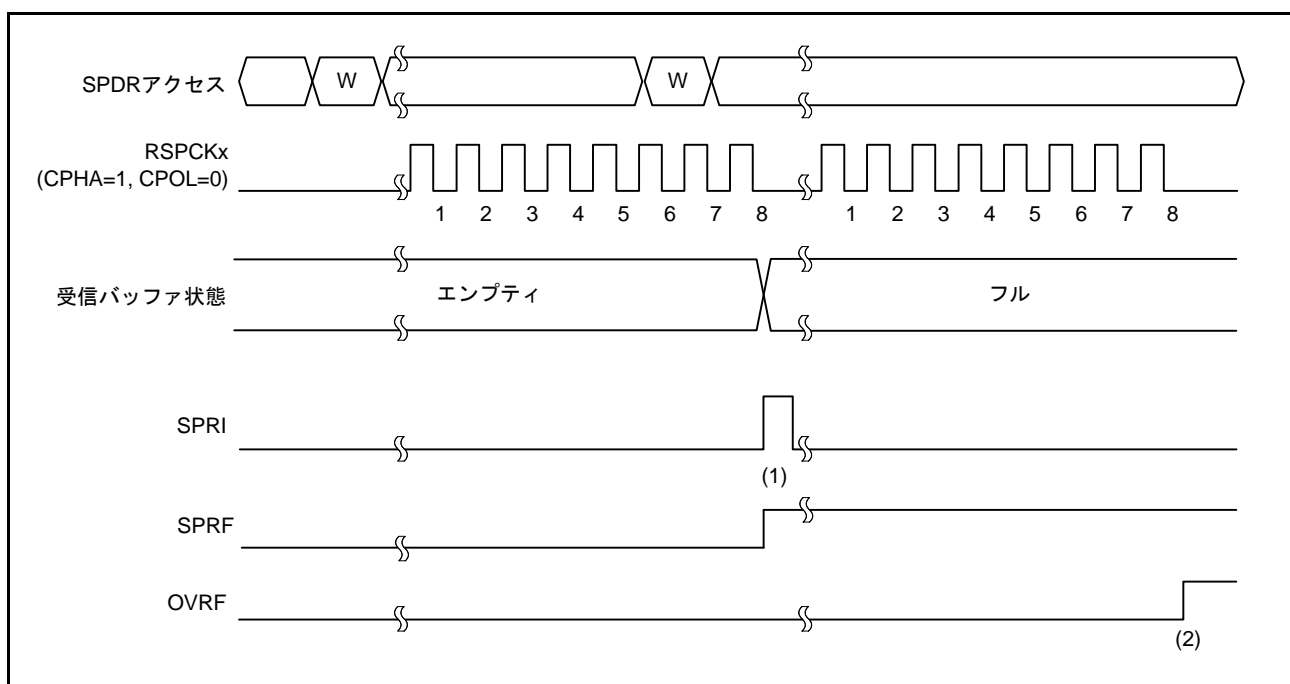 SPDRアクセス
W
W
RSPCKx
(CPHA=1, CPOL=0)
1 2 3 4 5 6 7 8 1 2 3 4 5 6 7 8
受信バッファ状態
エンプティ
フル
SPRI
(1)
SPRF
OVRF
(2)